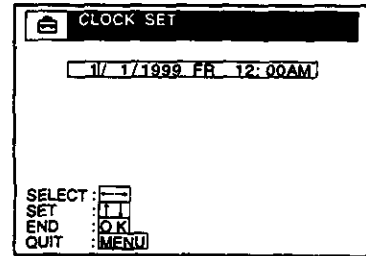 CLOCK SET
1/ 1/1999 FR 12:00AM
SELECT : ←→
SET : ↑↓
END : OK
QUIT : MENU